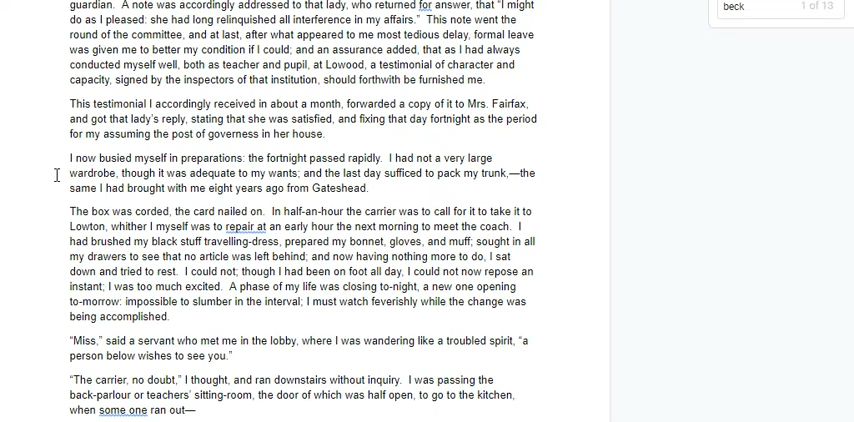 guardian.  A note was accordingly addressed to that lady, who returned for answer, that “I might
do as I pleased: she had long relinquished all interference in my affairs.”  This note went the
round of the committee, and at last, after what appeared to me most tedious delay, formal leave
was given me to better my condition if I could; and an assurance added, that as I had always
conducted myself well, both as teacher and pupil, at Lowood, a testimonial of character and
capacity, signed by the inspectors of that institution, should forthwith be furnished me.
This testimonial I accordingly received in about a month, forwarded a copy of it to Mrs. Fairfax,
and got that lady’s reply, stating that she was satisfied, and fixing that day fortnight as the period
for my assuming the post of governess in her house.
I now busied myself in preparations: the fortnight passed rapidly.  I had not a very large
wardrobe, though it was adequate to my wants; and the last day sufficed to pack my trunk,—the
same I had brought with me eight years ago from Gateshead.
The box was corded, the card nailed on.  In half-an-hour the carrier was to call for it to take it to
Lowton, whither I myself was to repair at an early hour the next morning to meet the coach.  I
had brushed my black stuff travelling-dress, prepared my bonnet, gloves, and muff; sought in all
my drawers to see that no article was left behind; and now having nothing more to do, I sat
down and tried to rest.  I could not; though I had been on foot all day, I could not now repose an
instant; I was too much excited.  A phase of my life was closing to-night, a new one opening
to-morrow: impossible to slumber in the interval; I must watch feverishly while the change was
being accomplished.
“Miss,” said a servant who met me in the lobby, where I was wandering like a troubled spirit, “a
person below wishes to see you.”
“The carrier, no doubt,” I thought, and ran downstairs without inquiry.  I was passing the
back-parlour or teachers’ sitting-room, the door of which was half open, to go to the kitchen,
when some one ran out—
beck 1 of 13